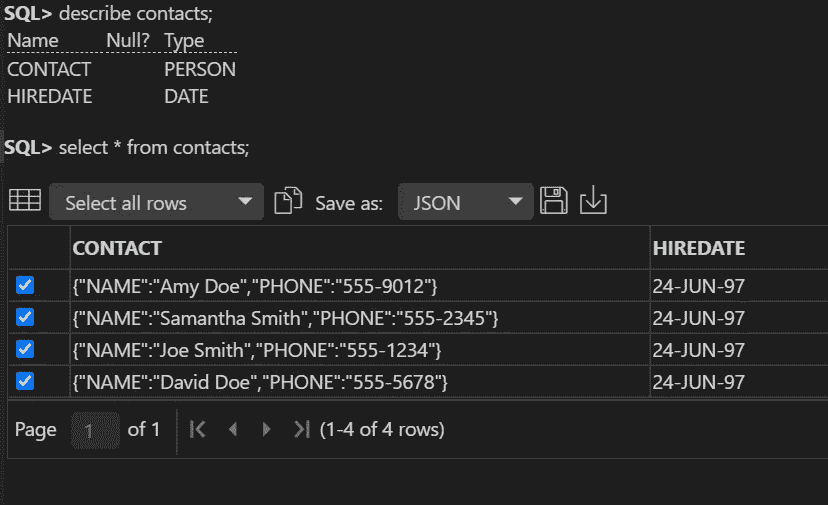 SQL> describe contacts;
Name Null? Type
CONTACT PERSON
HIREDATE DATE
SQL> select * from contacts;
Select all rows Save as: JSON
CONTACT HIREDATE
{"NAME":"Amy Doe","PHONE":"555-9012"} 24-JUN-97
{"NAME":"Samantha Smith","PHONE":"555-2345"} 24-JUN-97
{"NAME":"Joe Smith","PHONE":"555-1234"} 24-JUN-97
{"NAME":"David Doe","PHONE":"555-5678"} 24-JUN-97
Page 1 of 1 (1-4 of 4 rows)